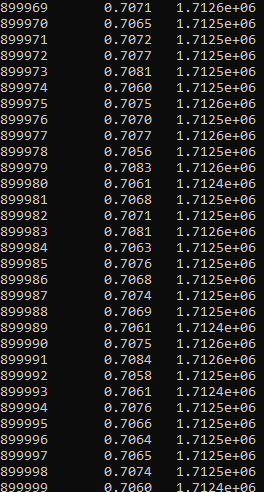 899969 0.7071 1.7126e+06
899970 0.7065 1.7125e+06
899971 0.7072 1.7125e+06
899972 0.7077 1.7125e+06
899973 0.7081 1.7125e+06
899974 0.7060 1.7126e+06
899975 0.7075 1.7126e+06
899976 0.7070 1.7125e+06
899977 0.7077 1.7126e+06
899978 0.7056 1.7125e+06
899979 0.7083 1.7126e+06
899980 0.7061 1.7124e+06
899981 0.7068 1.7125e+06
899982 0.7071 1.7125e+06
899983 0.7081 1.7126e+06
899984 0.7063 1.7125e+06
899985 0.7076 1.7125e+06
899986 0.7068 1.7125e+06
899987 0.7074 1.7125e+06
899988 0.7069 1.7125e+06
899989 0.7061 1.7124e+06
899990 0.7075 1.7126e+06
899991 0.7084 1.7126e+06
899992 0.7058 1.7125e+06
899993 0.7061 1.7124e+06
899994 0.7076 1.7125e+06
899995 0.7066 1.7125e+06
899996 0.7064 1.7125e+06
899997 0.7065 1.7125e+06
899998 0.7074 1.7125e+06
899999 0.7060 1.7124e+06